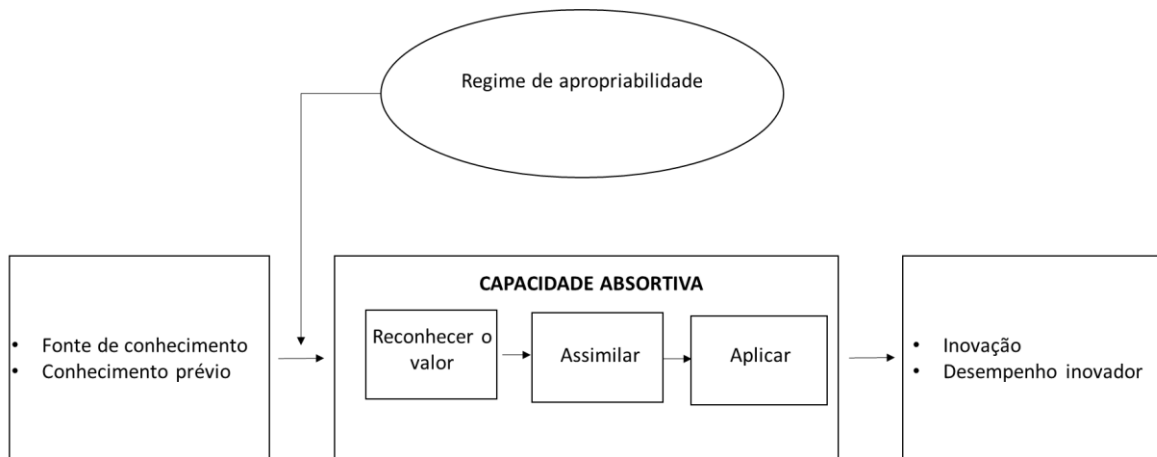 Regime de apropriabilidade
• Fonte de conhecimento
• Conhecimento prévio
CAPACIDADE ABSORTIVA
Reconhecer o
valor
Assimilar
Aplicar
• Inovação
• Desempenho inovador